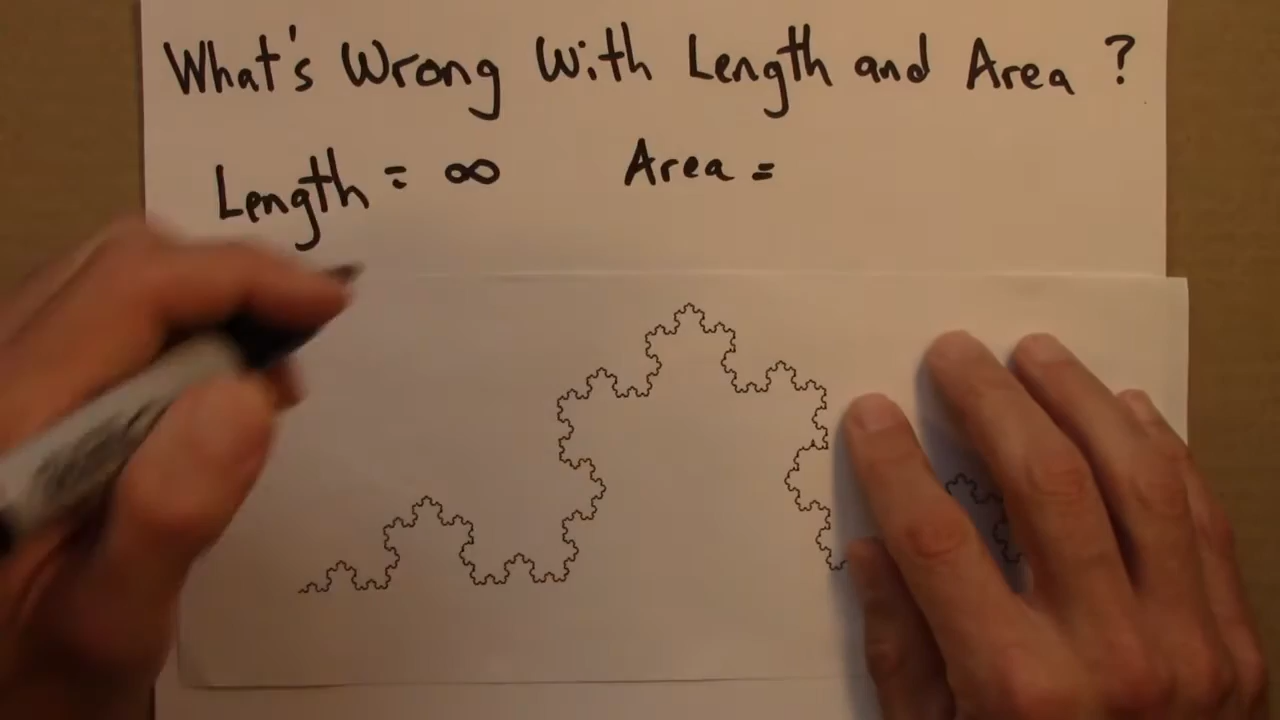 What's Wrong With Length and Area ?
Length = ∞ Area =